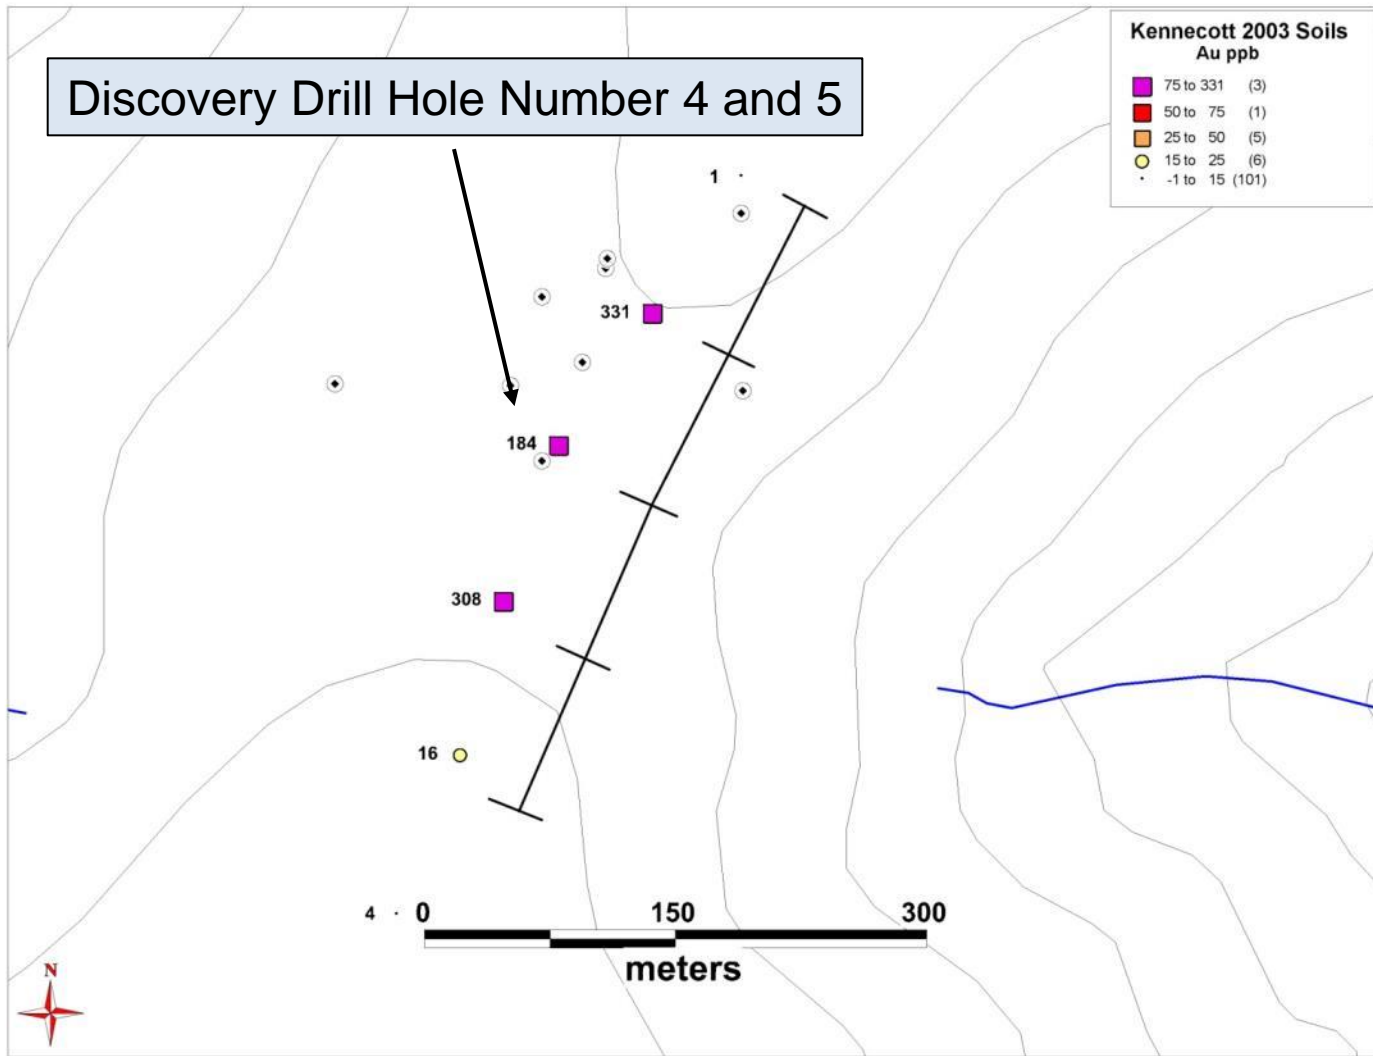 Kennecott 2003 Soils
Au ppb
75 to 331 (3)
50 to 75 (1)
25 to 50 (5)
15 to 25 (6)
-1 to 15 (101)
Discovery Drill Hole Number 4 and 5
1
331
184
308
16
4
0 150 300
meters
N